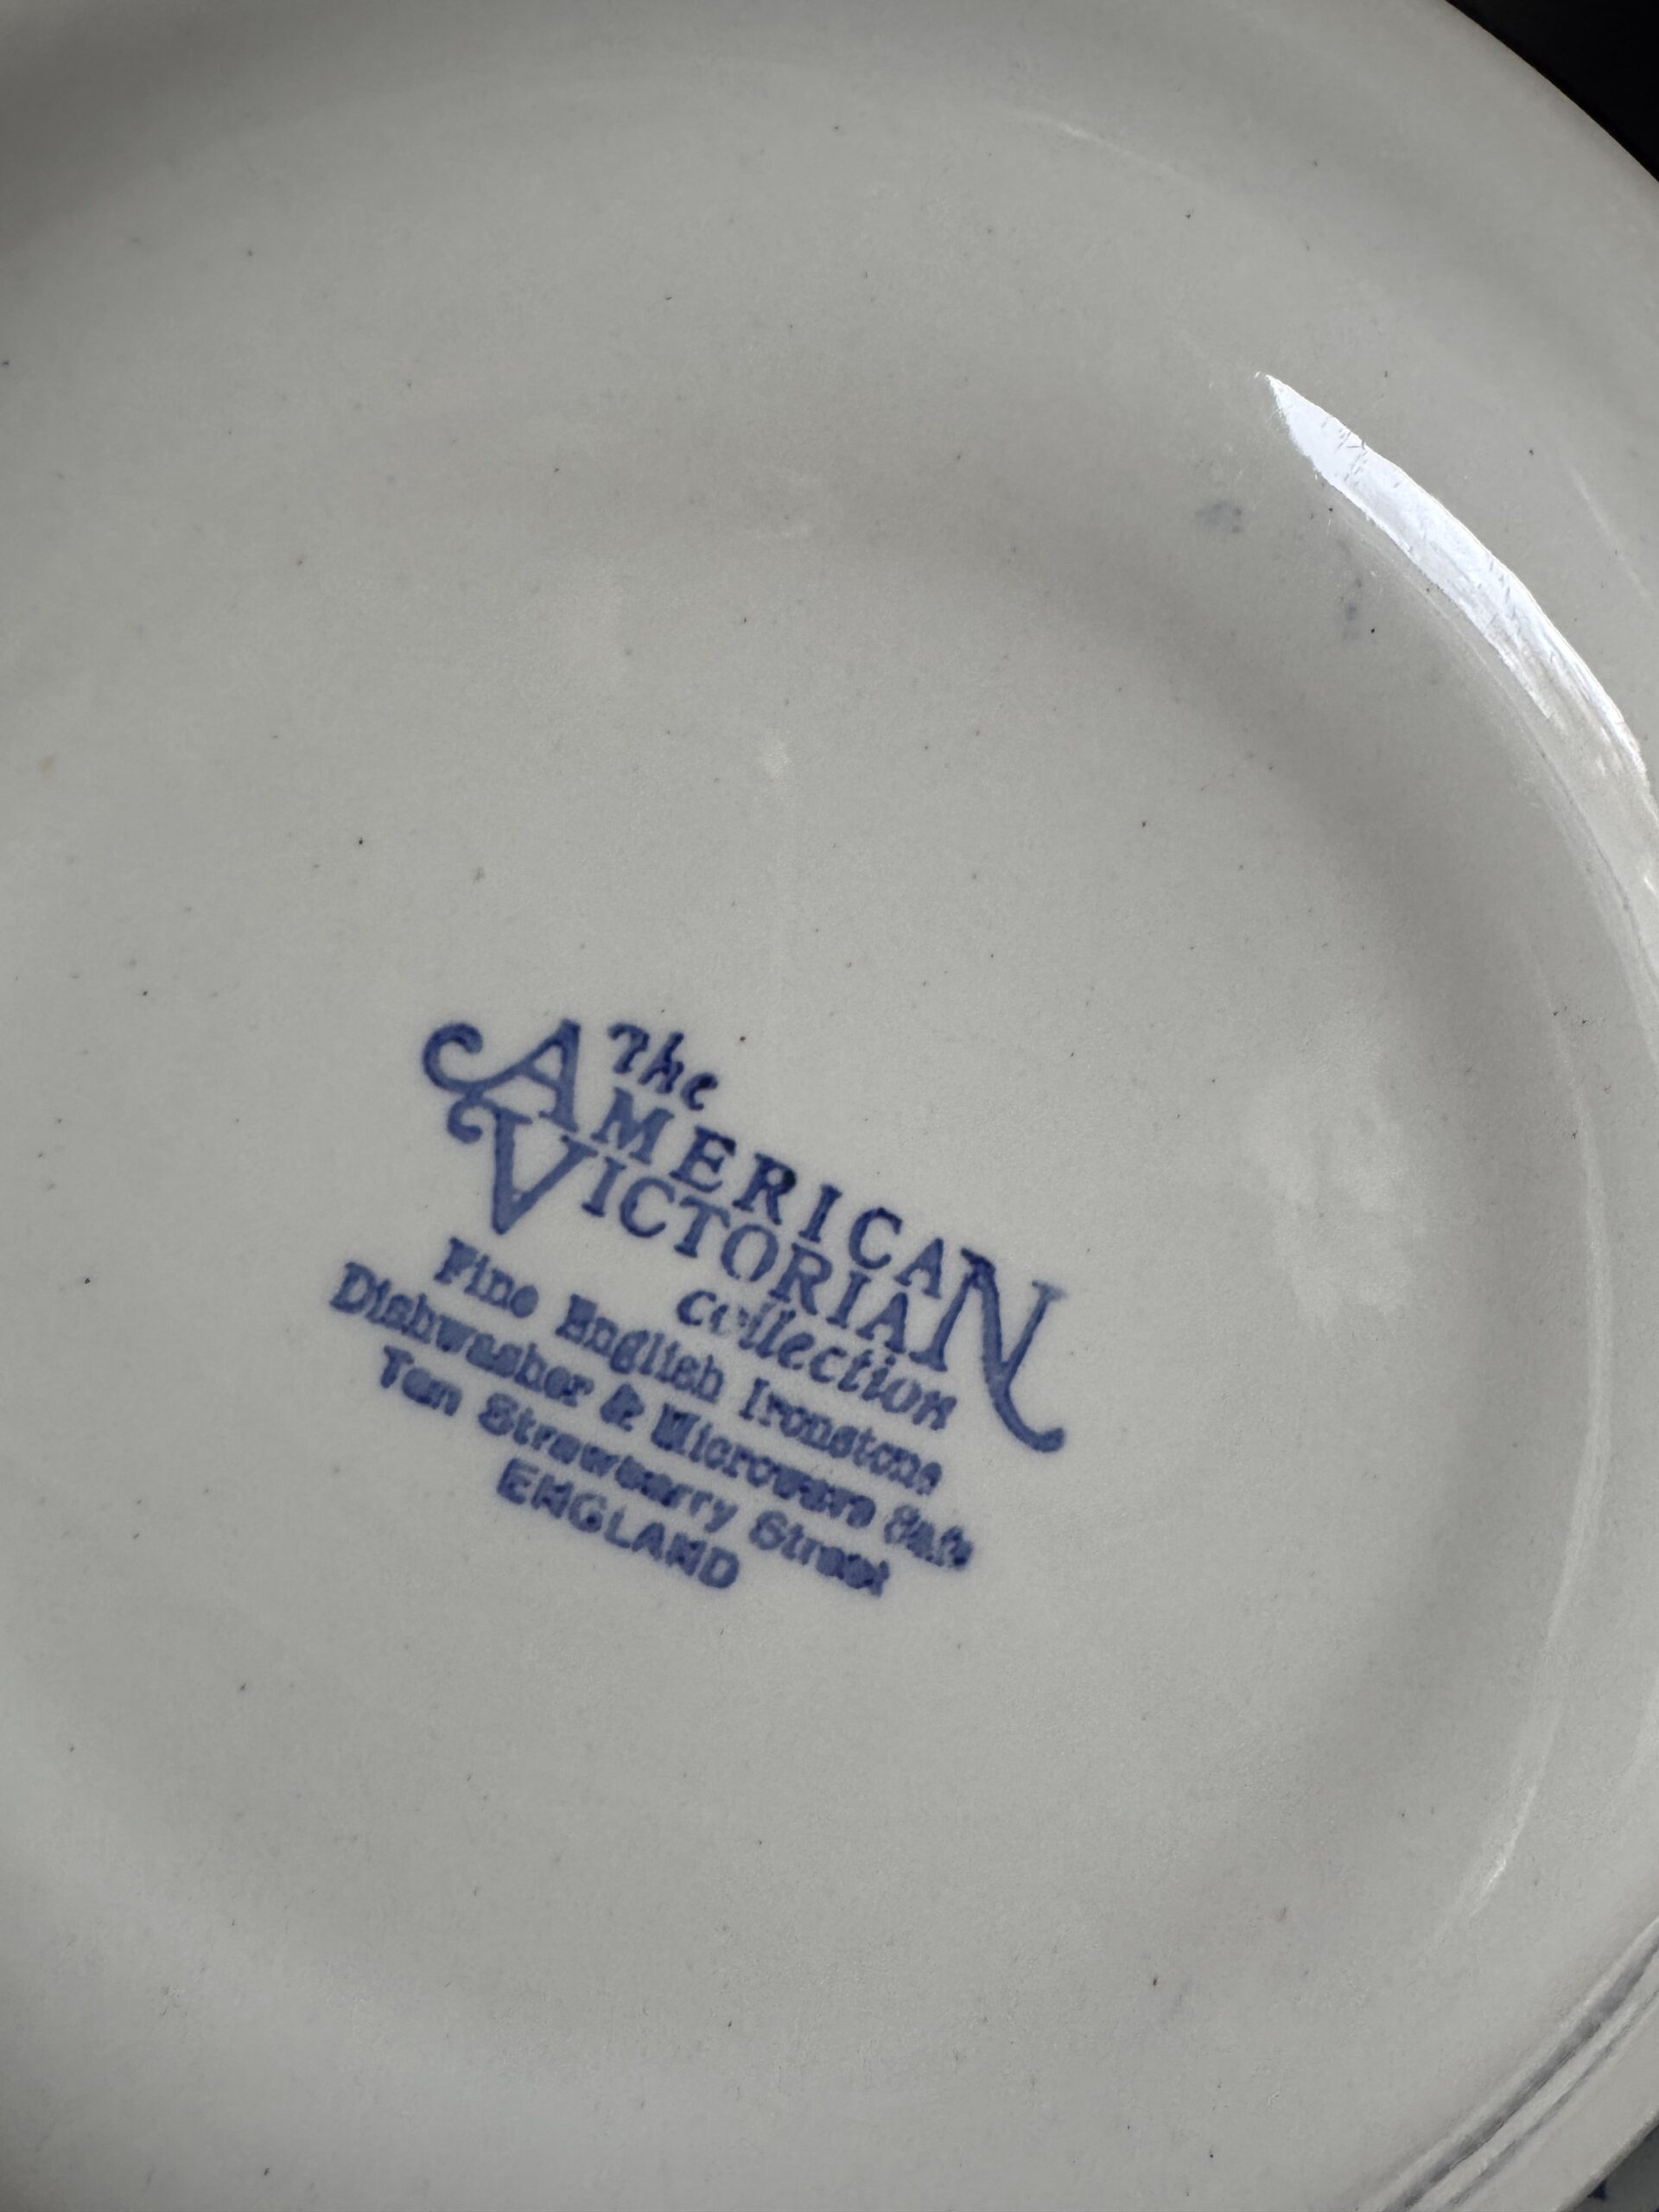 The
AMERICAN
VICTORIAN
collection
Fine English Ironstone
Dishwasher & Microwave Safe
Ten Strawberry Street
ENGLAND